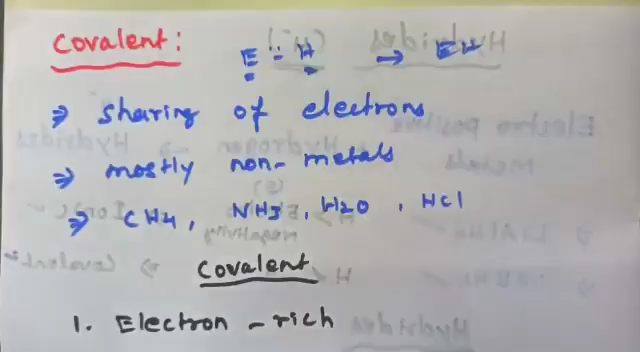 Covalent: E - H → EH
⇒ sharing of electrons
⇒ mostly non-metals
⇒ CH4, NH3, H2O, HCl
Covalent
1. Electron - rich